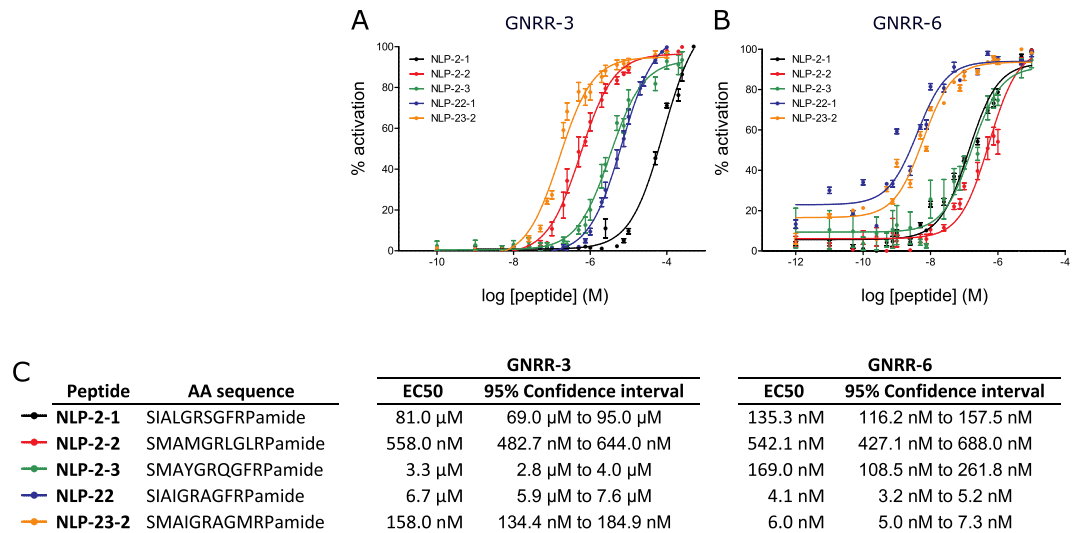 A GNRR-3
B GNRR-6
% activation
100
80
60
40
20
0
NLP-2-1
NLP-2-2
NLP-2-3
NLP-22-1
NLP-23-2
-10 -8 -6 -4
log [peptide] (M)
% activation
100
80
60
40
20
0
NLP-2-1
NLP-2-2
NLP-2-3
NLP-22-1
NLP-23-2
-12 -10 -8 -6 -4
log [peptide] (M)
C GNRR-3 GNRR-6
Peptide AA sequence EC50 95% Confidence interval EC50 95% Confidence interval
NLP-2-1 SIALGRSGFRPamide 81.0 µM 69.0 µM to 95.0 µM 135.3 nM 116.2 nM to 157.5 nM
NLP-2-2 SMAMGRLGLRPamide 558.0 nM 482.7 nM to 644.0 nM 542.1 nM 427.1 nM to 688.0 nM
NLP-2-3 SMAYGRQGFRPamide 3.3 µM 2.8 µM to 4.0 µM 169.0 nM 108.5 nM to 261.8 nM
NLP-22 SIAIGRAGFRPamide 6.7 µM 5.9 µM to 7.6 µM 4.1 nM 3.2 nM to 5.2 nM
NLP-23-2 SMAIGRAGMRPamide 158.0 nM 134.4 nM to 184.9 nM 6.0 nM 5.0 nM to 7.3 nM